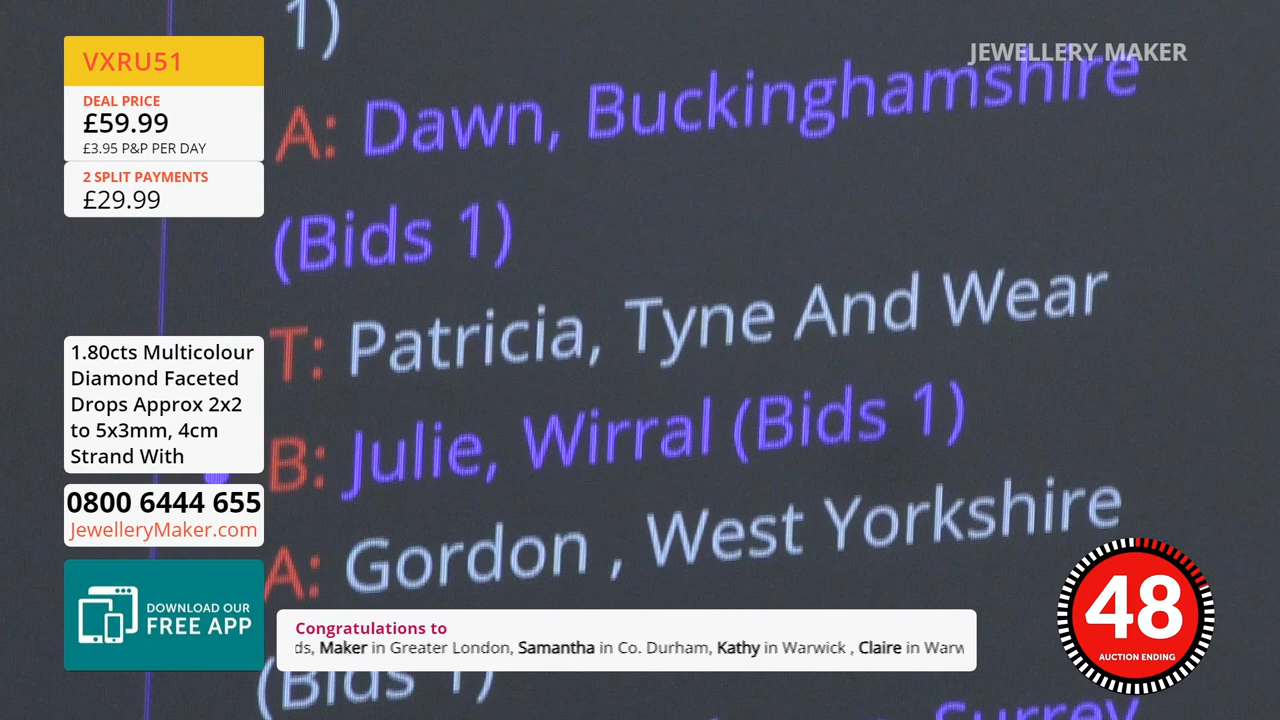 1)
JEWELLERY MAKER
VXRU51
DEAL PRICE
£59.99
£3.95 P&P PER DAY
2 SPLIT PAYMENTS
£29.99
A: Dawn, Buckinghamshire
(Bids 1)
T: Patricia, Tyne And Wear
B: Julie, Wirral (Bids 1)
A: Gordon , West Yorkshire
(Bids 1)
Surrey
1.80cts Multicolour
Diamond Faceted
Drops Approx 2x2
to 5x3mm, 4cm
Strand With
0800 6444 655
JewelleryMaker.com
DOWNLOAD OUR
FREE APP
Congratulations to
ds, Maker in Greater London, Samantha in Co. Durham, Kathy in Warwick , Claire in Warw
48
AUCTION ENDING